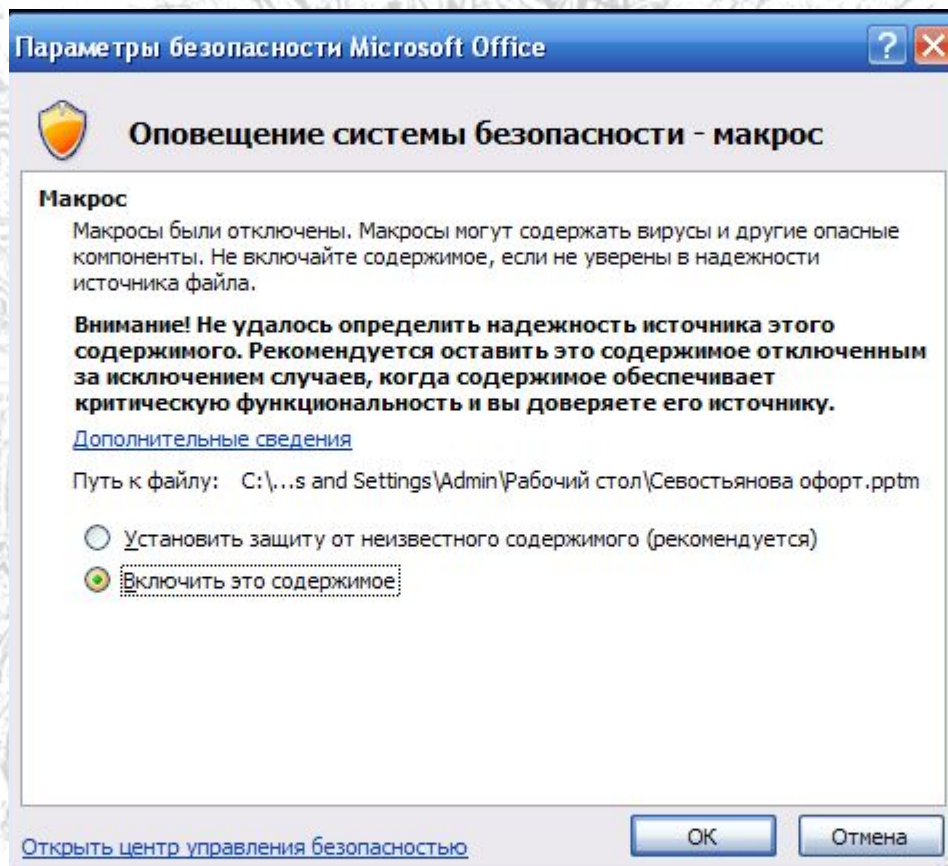 Параметры безопасности Microsoft Office
Оповещение системы безопасности - макрос
Макрос
Макросы были отключены. Макросы могут содержать вирусы и другие опасные
компоненты. Не включайте содержимое, если не уверены в надежности
источника файла.
Внимание! Не удалось определить надежность источника этого
содержимого. Рекомендуется оставить это содержимое отключенным
за исключением случаев, когда содержимое обеспечивает
критическую функциональность и вы доверяете его источнику.
Дополнительные сведения
Путь к файлу: C:\...s and Settings\Admin\Рабочий стол\Севостьянова офорт.pptm
Установить защиту от неизвестного содержимого (рекомендуется)
Включить это содержимое
Открыть центр управления безопасностью
ОК
Отмена